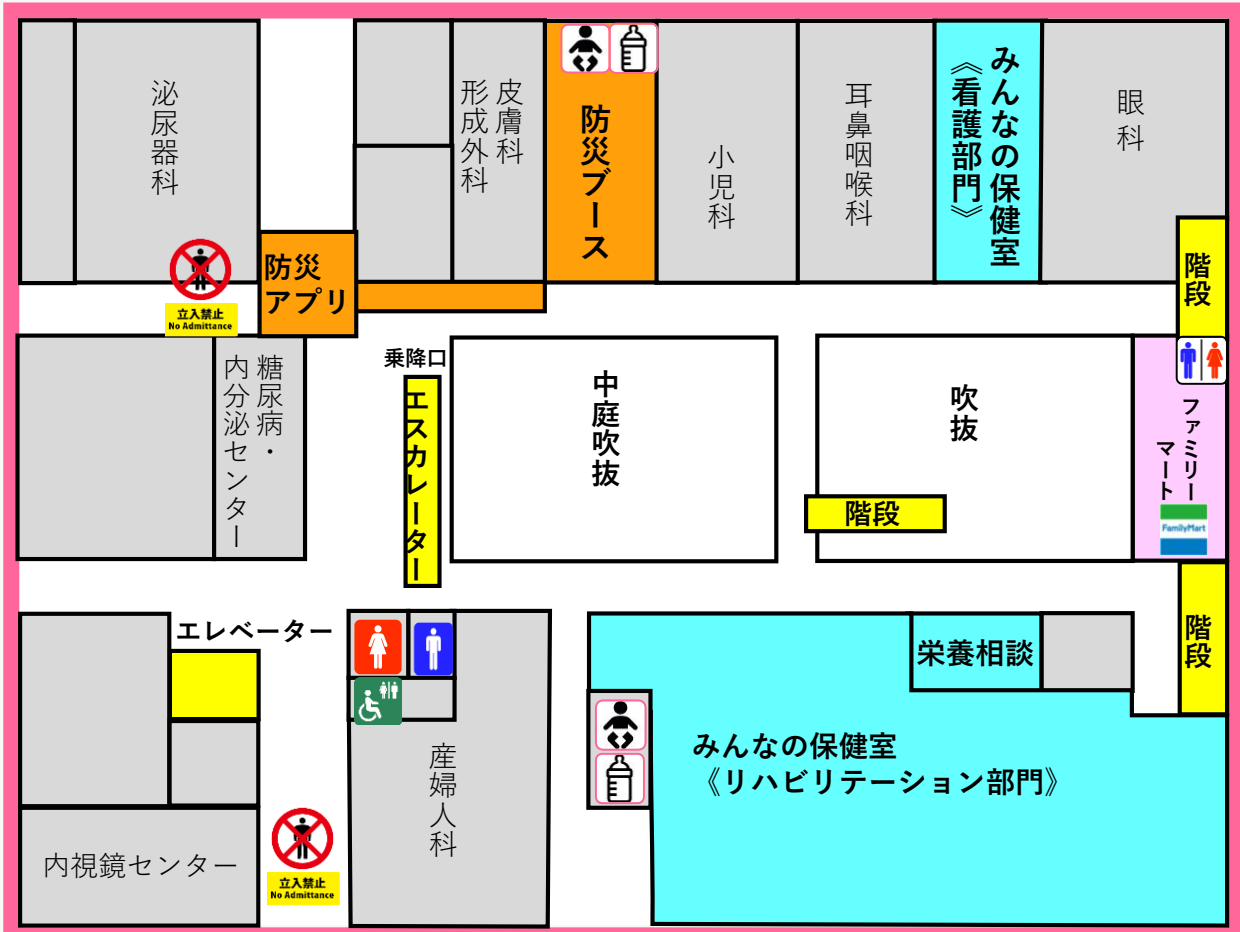 泌尿器科
皮膚科
形成外科
防災ブース
小児科
耳鼻咽喉科
みんなの保健室
《看護部門》
眼科
階段
立入禁止
No Admittance
防災
アプリ
糖尿病・
内分泌センター
乗降口
エスカレーター
中庭吹抜
吹抜
階段
ファミリー
マート
FamilyMart
エレベーター
栄養相談
階段
産婦人科
みんなの保健室
《リハビリテーション部門》
内視鏡センター
立入禁止
No Admittance